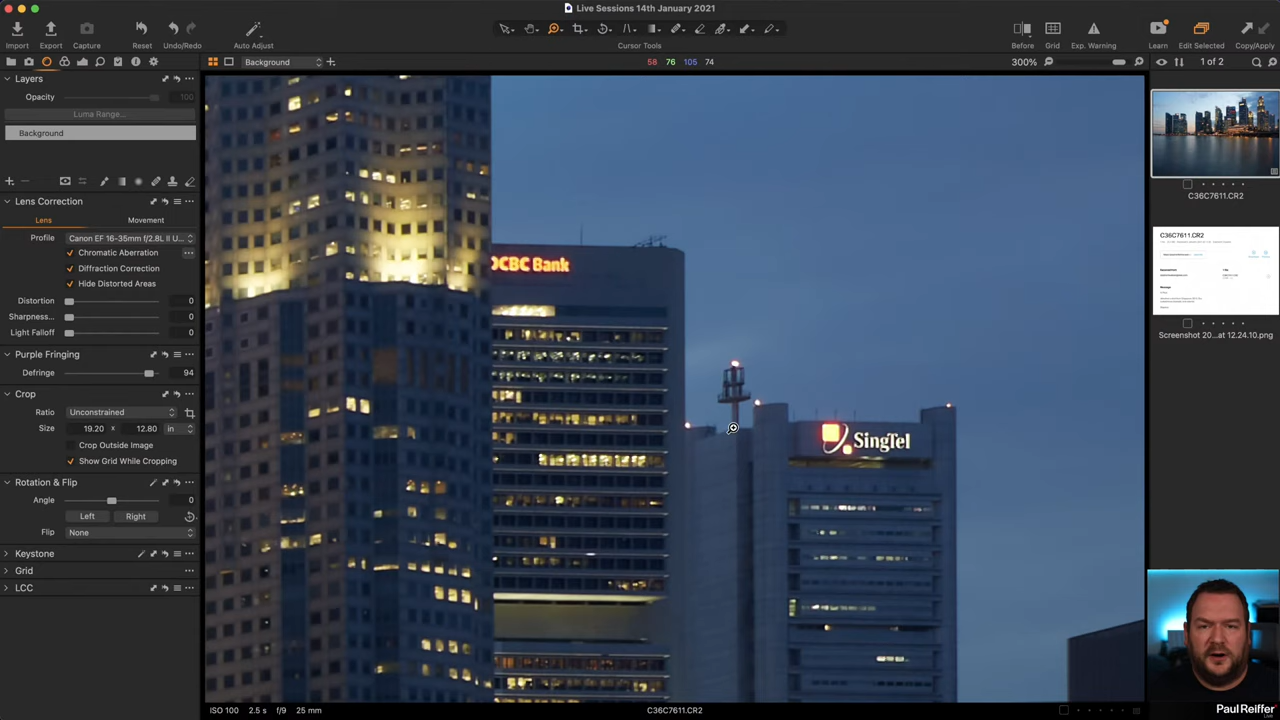 Live Sessions 14th January 2021
Import
Export
Capture
Reset
Undo/Redo
Auto Adjust
Cursor Tools
Before
Grid
Exp. Warning
Learn
Edit Selected
Copy/Apply
Background
58 76 105 74
300%
1 of 2
Layers
Opacity 100
Luma Range...
Background
Lens Correction
Lens Movement
Profile Canon EF 16-35mm f/2.8L II U...
Chromatic Aberration
Diffraction Correction
Hide Distorted Areas
Distortion 0
Sharpness... 0
Light Falloff 0
Purple Fringing
Defringe 94
Crop
Ratio Unconstrained
Size 19.20 x 12.80 in
Crop Outside Image
Show Grid While Cropping
Rotation & Flip
Angle 0
Left Right
Flip None
Keystone
Grid
LCC
OCBC Bank
SingTel
C36C7611.CR2
C36C7611.CR2
Screenshot 20...at 12.24.10.png
ISO 100 2.5 s f/9 25 mm
C36C7611.CR2
PaulReiffer
Live